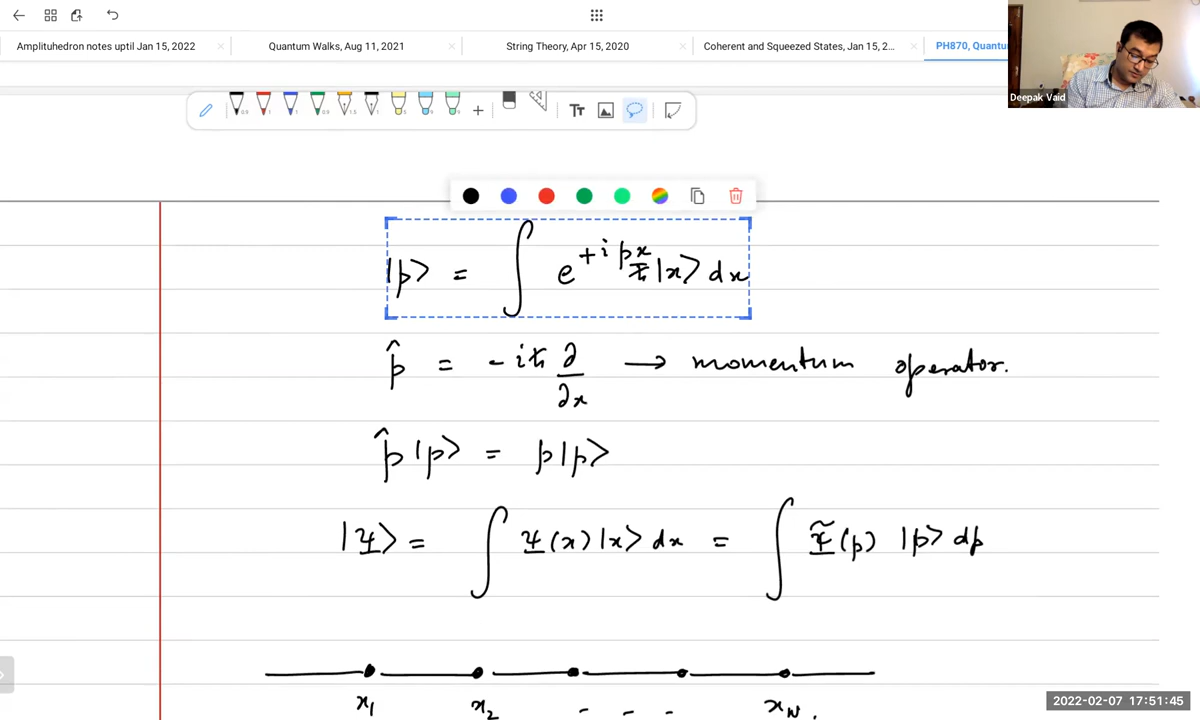 Amplituhedron notes uptil Jan 15, 2022 × Quantum Walks, Aug 11, 2021 × String Theory, Apr 15, 2020 × Coherent and Squeezed States, Jan 15, 2... × PH870, Quantu
Deepak Vaid
Tт
|p> = ∫ e^{+i px/ħ} |x> dx
p̂ = -iħ ∂/∂x → momentum operator.
p̂ |p> = p|p>
|Ψ> = ∫ Ψ(x) |x> dx = ∫ Ψ̃(p) |p> dp
x₁ x₂ - - - x_N.
2022-02-07 17:51:45